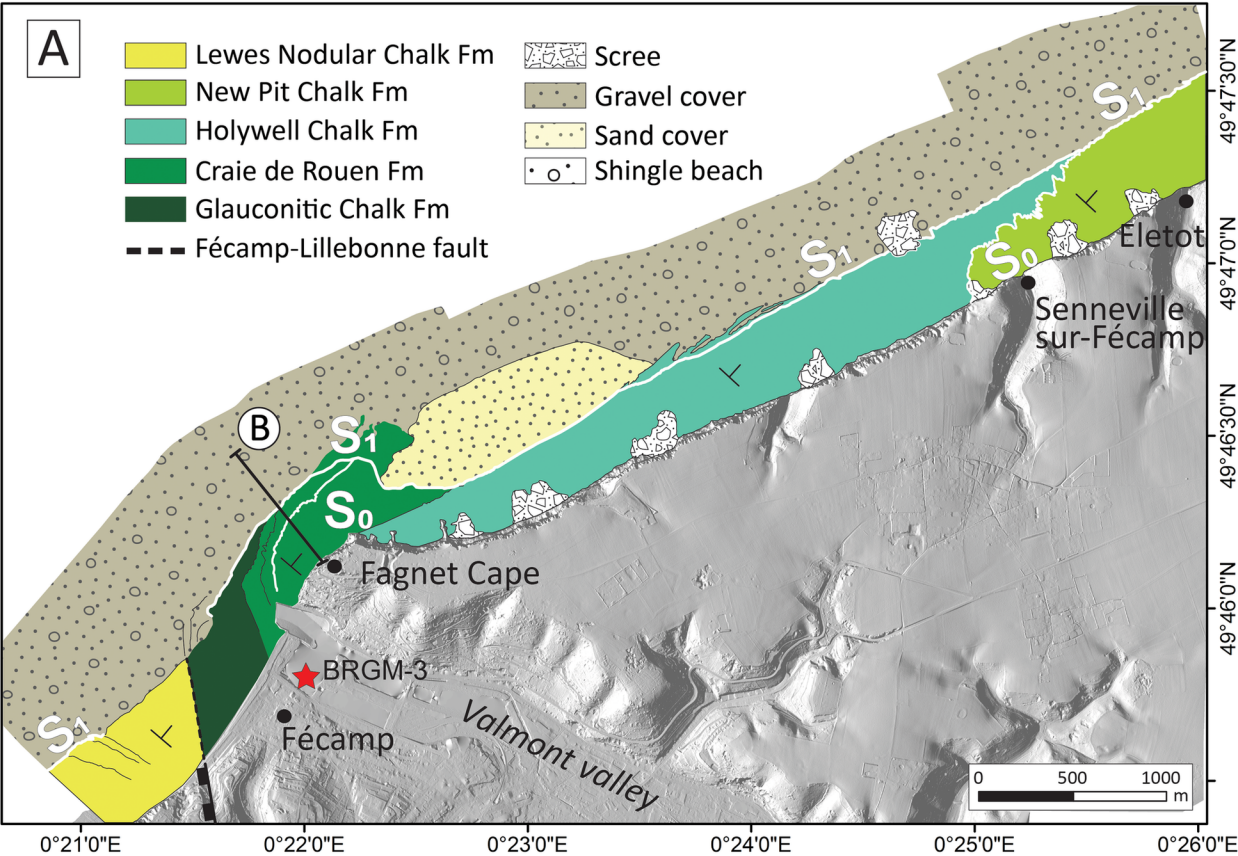 A
Lewes Nodular Chalk Fm
New Pit Chalk Fm
Holywell Chalk Fm
Craie de Rouen Fm
Glauconitic Chalk Fm
Fécamp-Lillebonne fault
Scree
Gravel cover
Sand cover
Shingle beach
S1
S1
S0
Eletot
Senneville
sur-Fécamp
B
S1
S0
Fagnet Cape
BRGM-3
Fécamp
Valmont valley
S1
0 500 1000
m
49°47'30"N
49°47'0"N
49°46'30"N
49°46'0"N
0°21'0"E 0°22'0"E 0°23'0"E 0°24'0"E 0°25'0"E 0°26'0"E